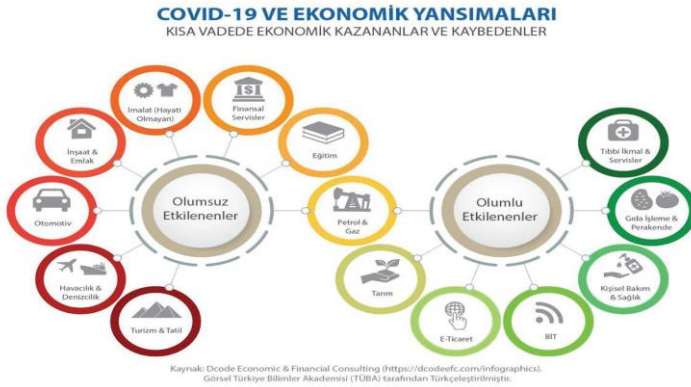 COVID-19 VE EKONOMİK YANSIMALARI
KISA VADEDE EKONOMİK KAZANANLAR VE KAYBEDENLER
İmalat (Hayati
Olmayan)
Finansal
Servisler
İnşaat &
Emlak
Eğitim
Otomotiv
Olumsuz
Etkilenenler
Petrol &
Gaz
Havacılık &
Denizcilik
Turizm & Tatil
Olumlu
Etkilenenler
Tıbbi İkmal &
Servisler
Gıda İşleme &
Perakende
Kişisel Bakım
& Sağlık
BİT
E-Ticaret
Tarım
Kaynak: Dcode Economic & Financial Consulting (https://dcodeefc.com/infographics).
Görsel Türkiye Bilimler Akademisi (TÜBA) tarafından Türkçeleştirilmiştir.